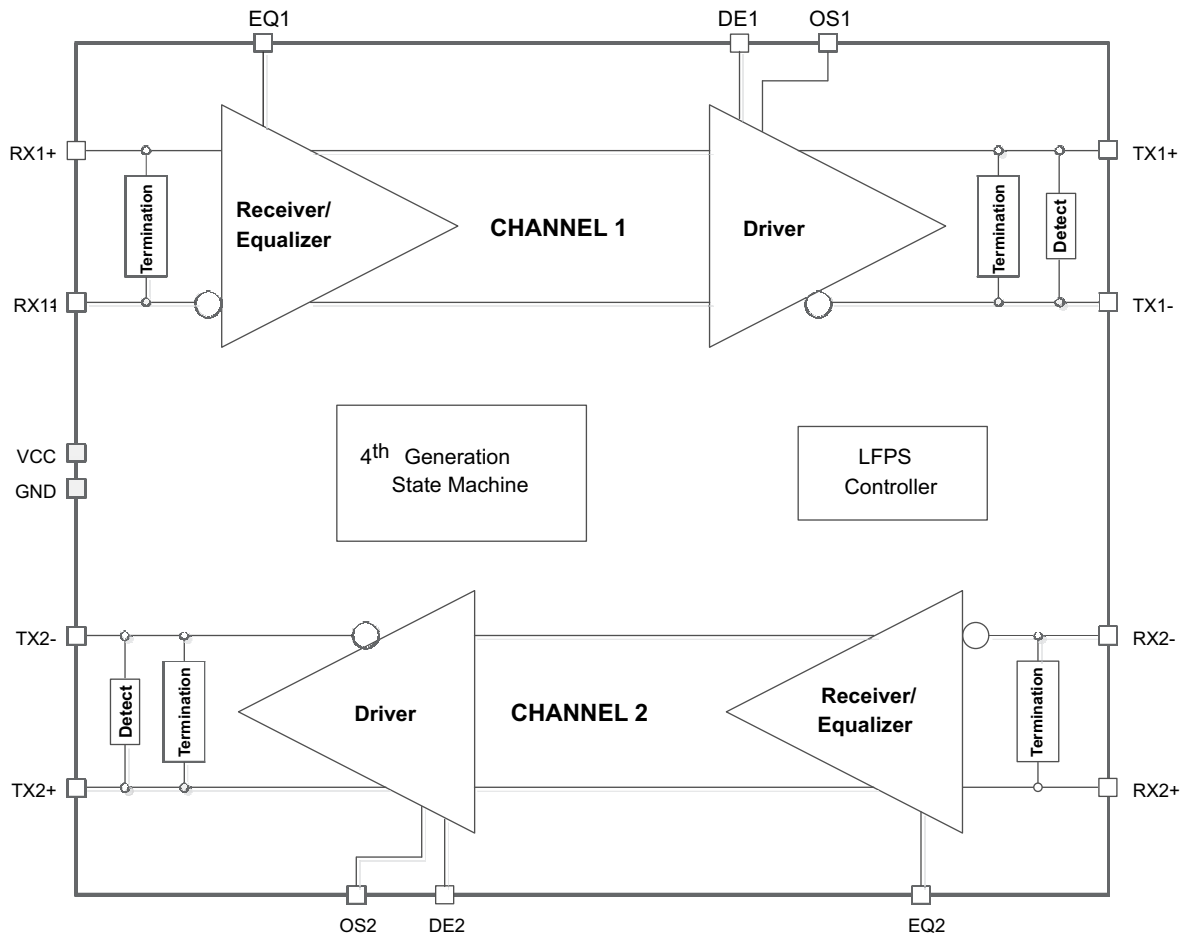 EQ1
DE1
OS1
RX1+
TX1+
Termination
Receiver/
Equalizer
CHANNEL 1
Driver
Termination
Detect
RX1
TX1-
VCC
GND
4th Generation
State Machine
LFPS
Controller
TX2-
RX2-
Detect
Termination
Driver
CHANNEL 2
Receiver/
Equalizer
Termination
TX2+
RX2+
OS2
DE2
EQ2